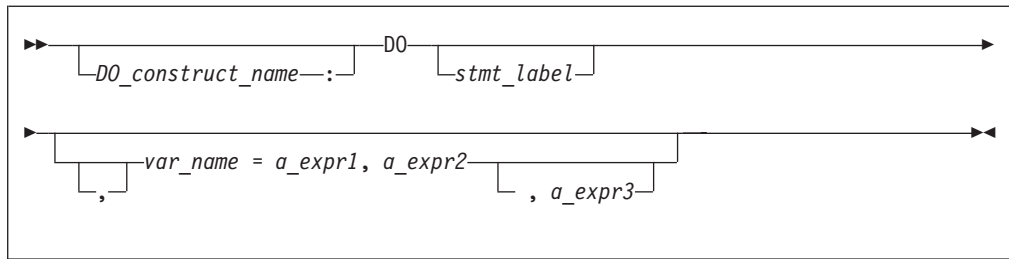 DO
DO_construct_name :
stmt_label
var_name = a_expr1, a_expr2
,
, a_expr3